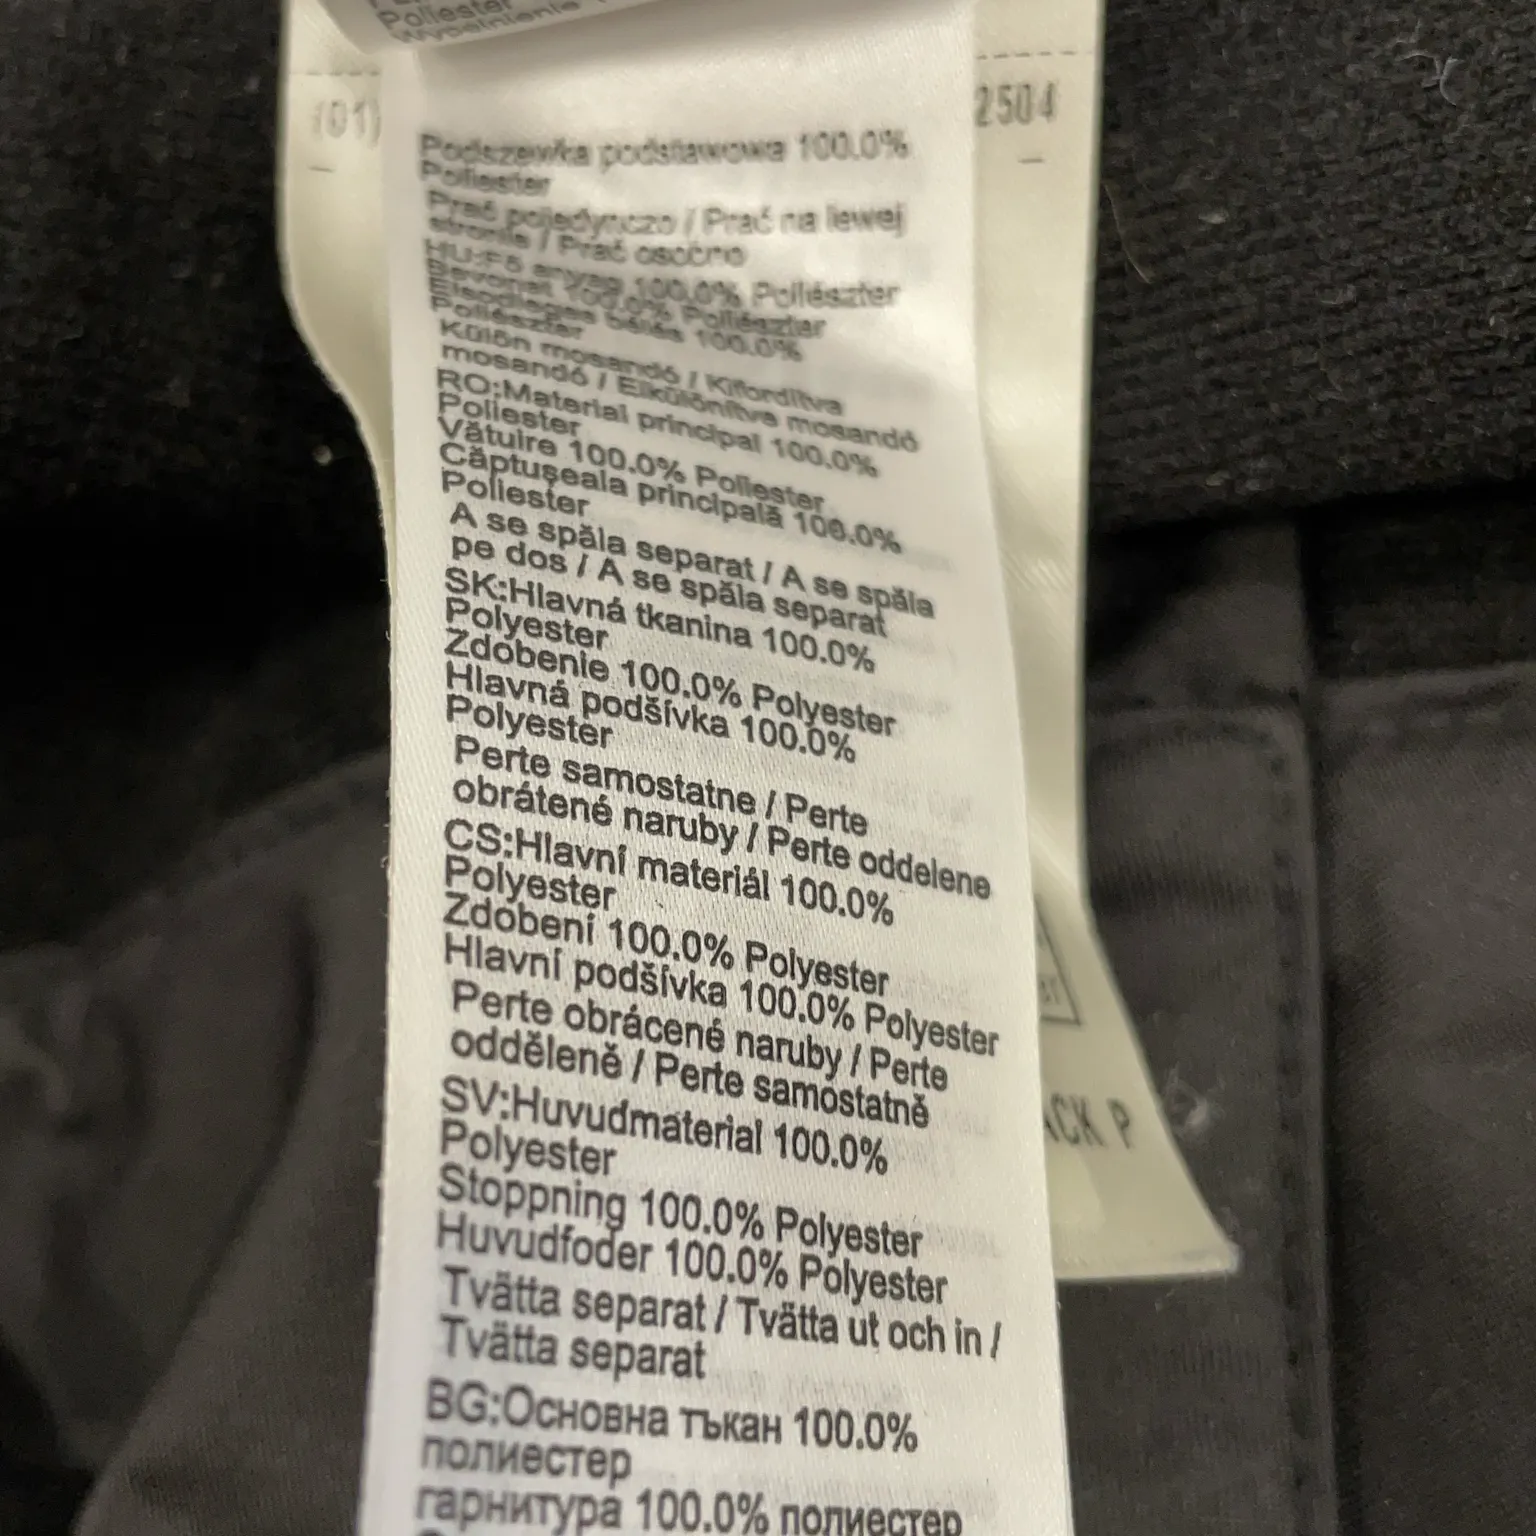 Poliester
Wypełnienie
(01)
2504
Podszewka podstawowa 100.0%
Poliester
Prać pojedynczo / Prać na lewej
stronie / Prać osobno
HU:Fő anyag 100.0% Poliészter
Bevonat 100.0% Poliészter
Elsődleges bélés 100.0%
Poliészter
Külön mosandó / Kifordítva
mosandó / Elkülönítve mosandó
RO:Material principal 100.0%
Poliester
Vătuire 100.0% Poliester
Căptuşeala principală 100.0%
Poliester
A se spăla separat / A se spăla
pe dos / A se spăla separat
SK:Hlavná tkanina 100.0%
Polyester
Zdobenie 100.0% Polyester
Hlavná podšívka 100.0%
Polyester
Perte samostatne / Perte
obrátené naruby / Perte oddelene
CS:Hlavní materiál 100.0%
Polyester
Zdobení 100.0% Polyester
Hlavní podšívka 100.0% Polyester
Perte obrácené naruby / Perte
odděleně / Perte samostatně
SV:Huvudmaterial 100.0%
Polyester
Stoppning 100.0% Polyester
Huvudfoder 100.0% Polyester
Tvätta separat / Tvätta ut och in /
Tvätta separat
BG:Основна тъкан 100.0%
полиестер
гарнитура 100.0% полиестер
ACK P